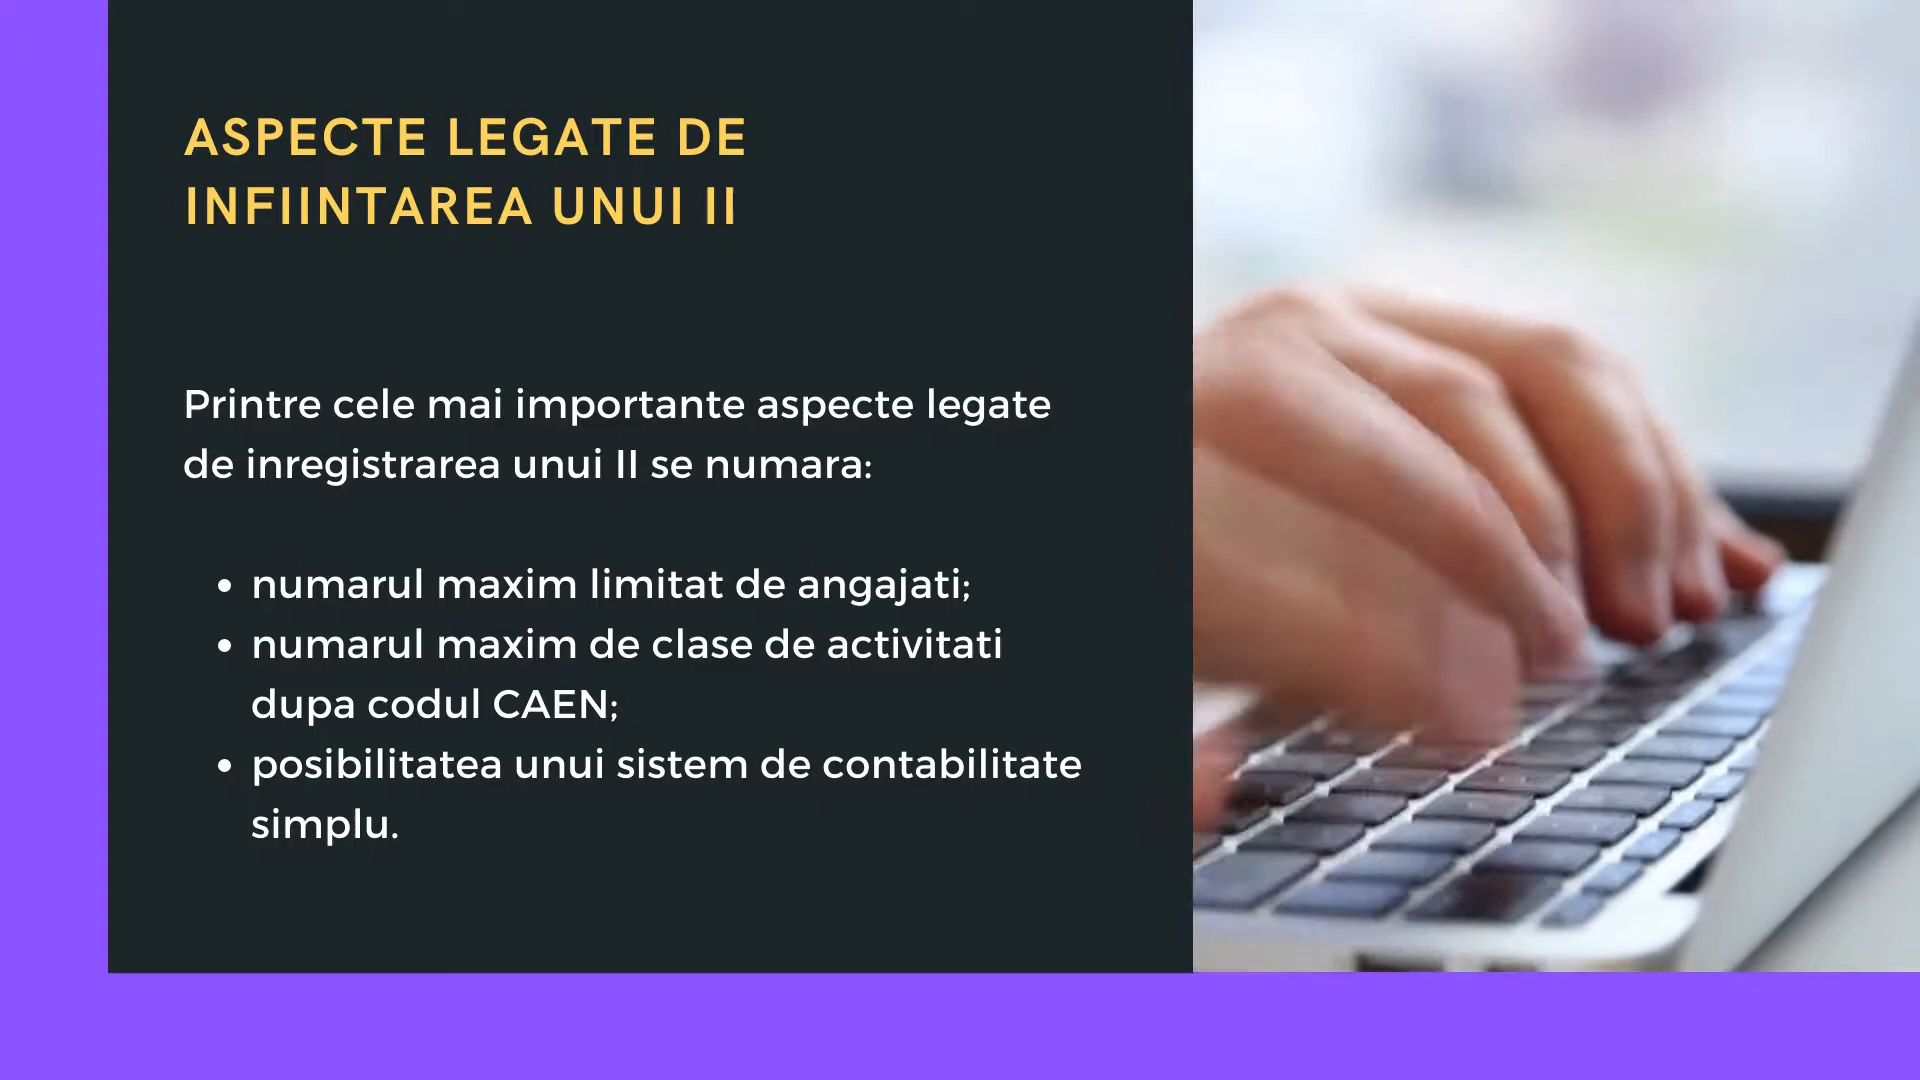 ASPECTE LEGATE DE
INFIINTAREA UNUI II
Printre cele mai importante aspecte legate
de inregistrarea unui II se numara:
• numarul maxim limitat de angajati;
• numarul maxim de clase de activitati
dupa codul CAEN;
• posibilitatea unui sistem de contabilitate
simplu.